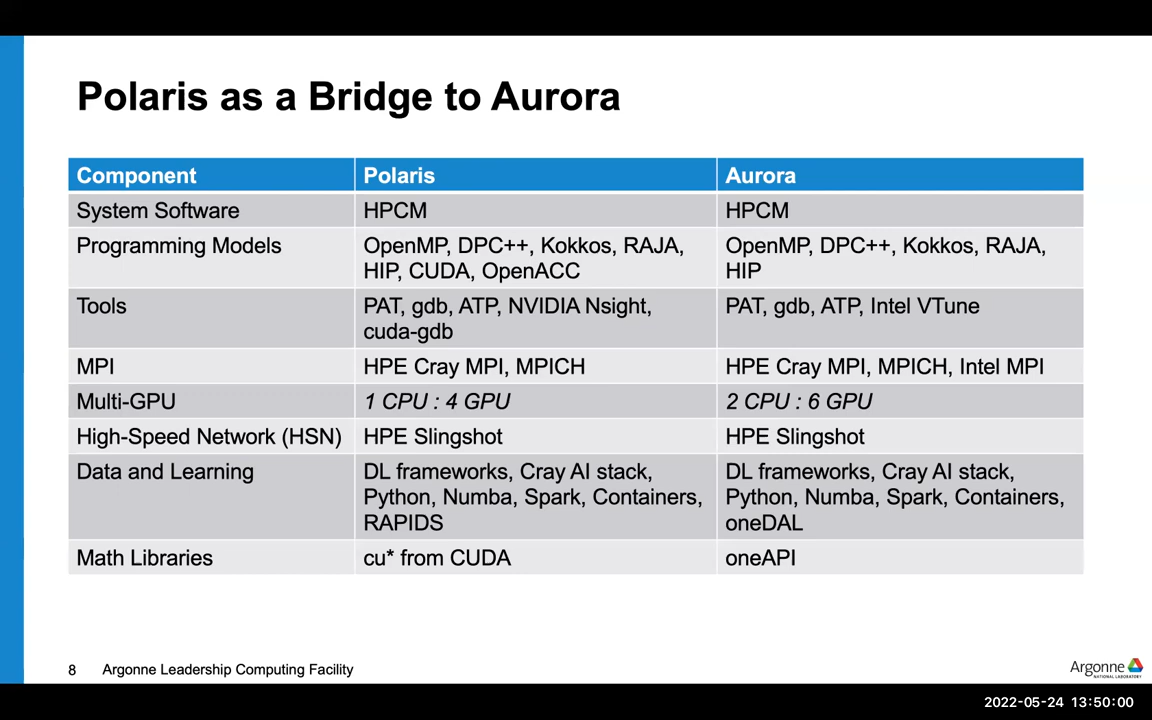 Polaris as a Bridge to Aurora
Component Polaris Aurora
System Software HPCM HPCM
Programming Models OpenMP, DPC++, Kokkos, RAJA, OpenMP, DPC++, Kokkos, RAJA,
HIP, CUDA, OpenACC HIP
Tools PAT, gdb, ATP, NVIDIA Nsight, PAT, gdb, ATP, Intel VTune
cuda-gdb
MPI HPE Cray MPI, MPICH HPE Cray MPI, MPICH, Intel MPI
Multi-GPU 1 CPU : 4 GPU 2 CPU : 6 GPU
High-Speed Network (HSN) HPE Slingshot HPE Slingshot
Data and Learning DL frameworks, Cray AI stack, DL frameworks, Cray AI stack,
Python, Numba, Spark, Containers, Python, Numba, Spark, Containers,
RAPIDS oneDAL
Math Libraries cu* from CUDA oneAPI
8 Argonne Leadership Computing Facility
Argonne
NATIONAL LABORATORY
2022-05-24 13:50:00